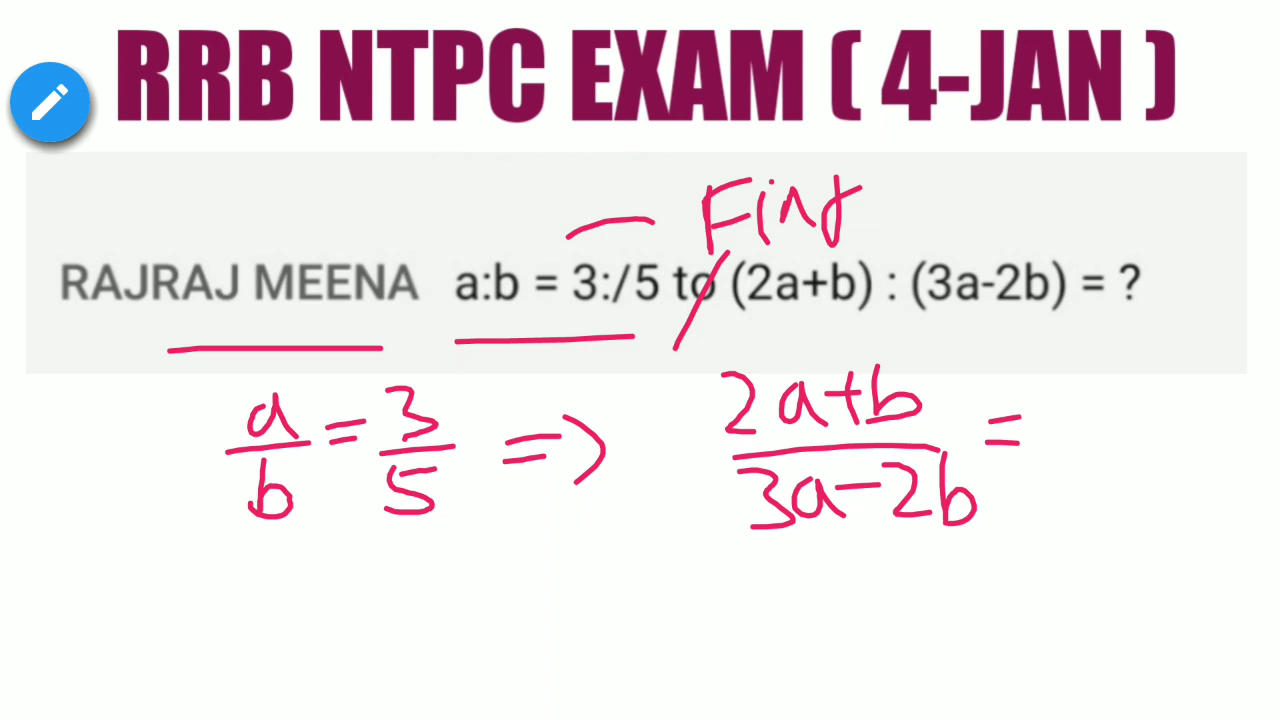 RRB NTPC EXAM ( 4-JAN )
Find
RAJRAJ MEENA a:b = 3:/5 to (2a+b) : (3a-2b) = ?
a/b = 3/5 => 2a+b/3a-2b =